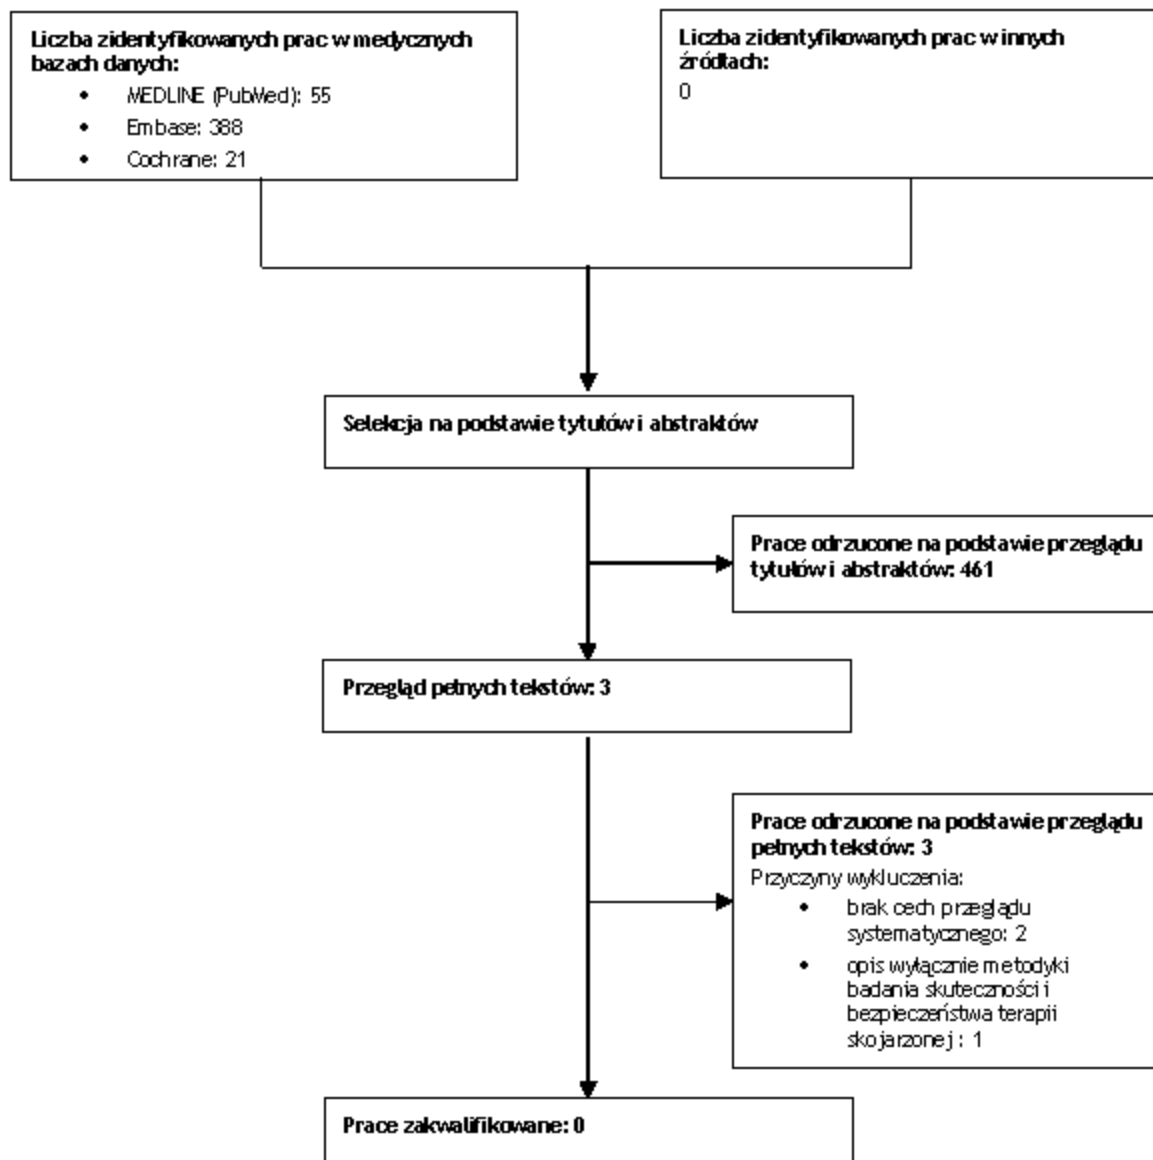 Liczba zidentyfikowanych prac w medycznych
bazach danych:
• MEDLINE (PubMed): 55
• Embase: 388
• Cochrane: 21
Liczba zidentyfikowanych prac w innych
źródłach:
0
Selekcja na podstawie tytułów i abstraktów
Prace odrzucone na podstawie przeglądu
tytułów i abstraktów: 461
Przegląd pełnych tekstów: 3
Prace odrzucone na podstawie przeglądu
pełnych tekstów: 3
Przyczyny wykluczenia:
• brak cech przeglądu
systematycznego: 2
• opis wyłącznie metodyki
badania skuteczności i
bezpieczeństwa terapii
skojarzonej : 1
Prace zakwalifikowane: 0